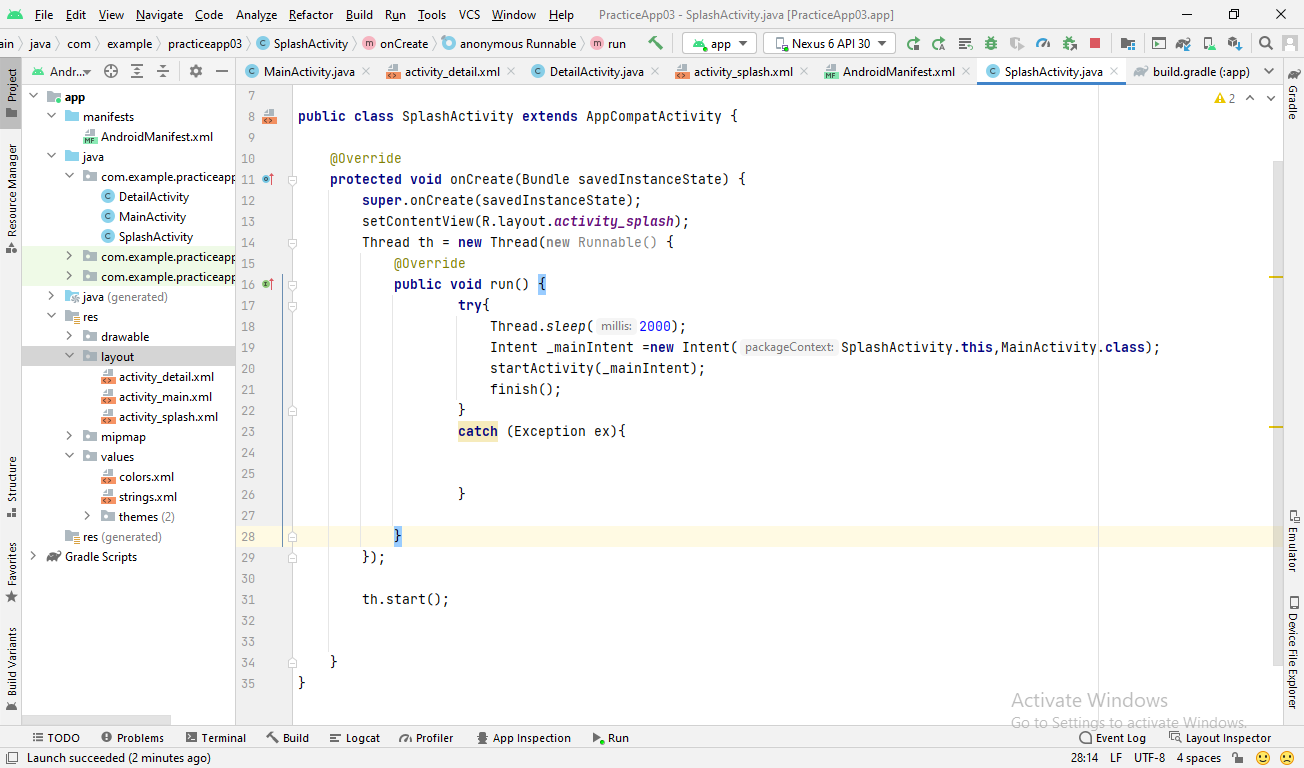 File Edit View Navigate Code Analyze Refactor Build Run Tools VCS Window Help PracticeApp03 - SplashActivity.java [PracticeApp03.app]
ain java com example practiceapp03 SplashActivity onCreate anonymous Runnable run app Nexus 6 API 30
Project Andr... MainActivity.java activity_detail.xml DetailActivity.java activity_splash.xml AndroidManifest.xml SplashActivity.java build.gradle (:app) Gradle
Resource Manager
Structure
Favorites
Build Variants
app
manifests
AndroidManifest.xml
java
com.example.practiceapp
DetailActivity
MainActivity
SplashActivity
com.example.practiceapp
com.example.practiceapp
java (generated)
res
drawable
layout
activity_detail.xml
activity_main.xml
activity_splash.xml
mipmap
values
colors.xml
strings.xml
themes (2)
res (generated)
Gradle Scripts
2
7
8 public class SplashActivity extends AppCompatActivity {
9
10 @Override
11 protected void onCreate(Bundle savedInstanceState) {
12 super.onCreate(savedInstanceState);
13 setContentView(R.layout.activity_splash);
14 Thread th = new Thread(new Runnable() {
15 @Override
16 public void run() {
17 try{
18 Thread.sleep( millis: 2000);
19 Intent _mainIntent =new Intent( packageContext: SplashActivity.this,MainActivity.class);
20 startActivity(_mainIntent);
21 finish();
22 }
23 catch (Exception ex){
24
25
26 }
27
28 }
29 });
30
31 th.start();
32
33
34 }
35 }
Emulator
Device File Explorer
Activate Windows
Go to Settings to activate Windows.
TODO Problems Terminal Build Logcat Profiler App Inspection Run Event Log Layout Inspector
Launch succeeded (2 minutes ago) 28:14 LF UTF-8 4 spaces